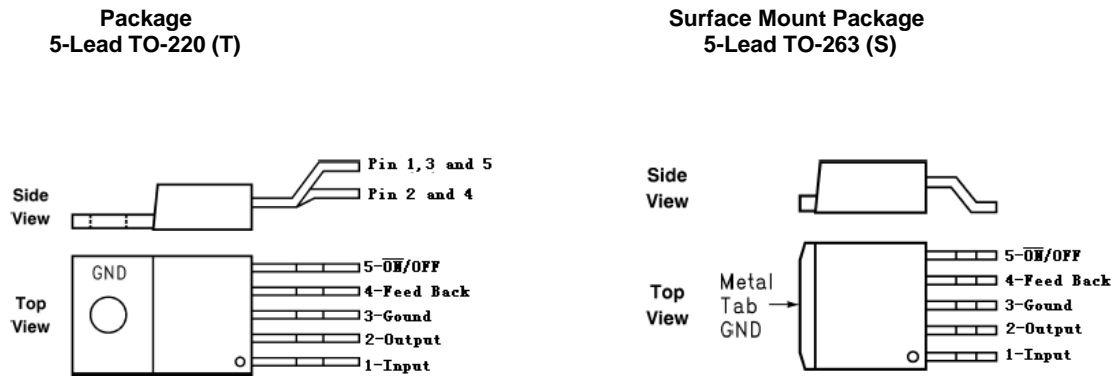 Package
5-Lead TO-220 (T)
Side
View
Pin 1,3 and 5
Pin 2 and 4
Top
View
GND
5-O̅N̅/OFF
4-Feed Back
3-Gound
2-Output
1-Input
Surface Mount Package
5-Lead TO-263 (S)
Side
View
Top
View
Metal
Tab
GND
5-O̅N̅/OFF
4-Feed Back
3-Gound
2-Output
1-Input